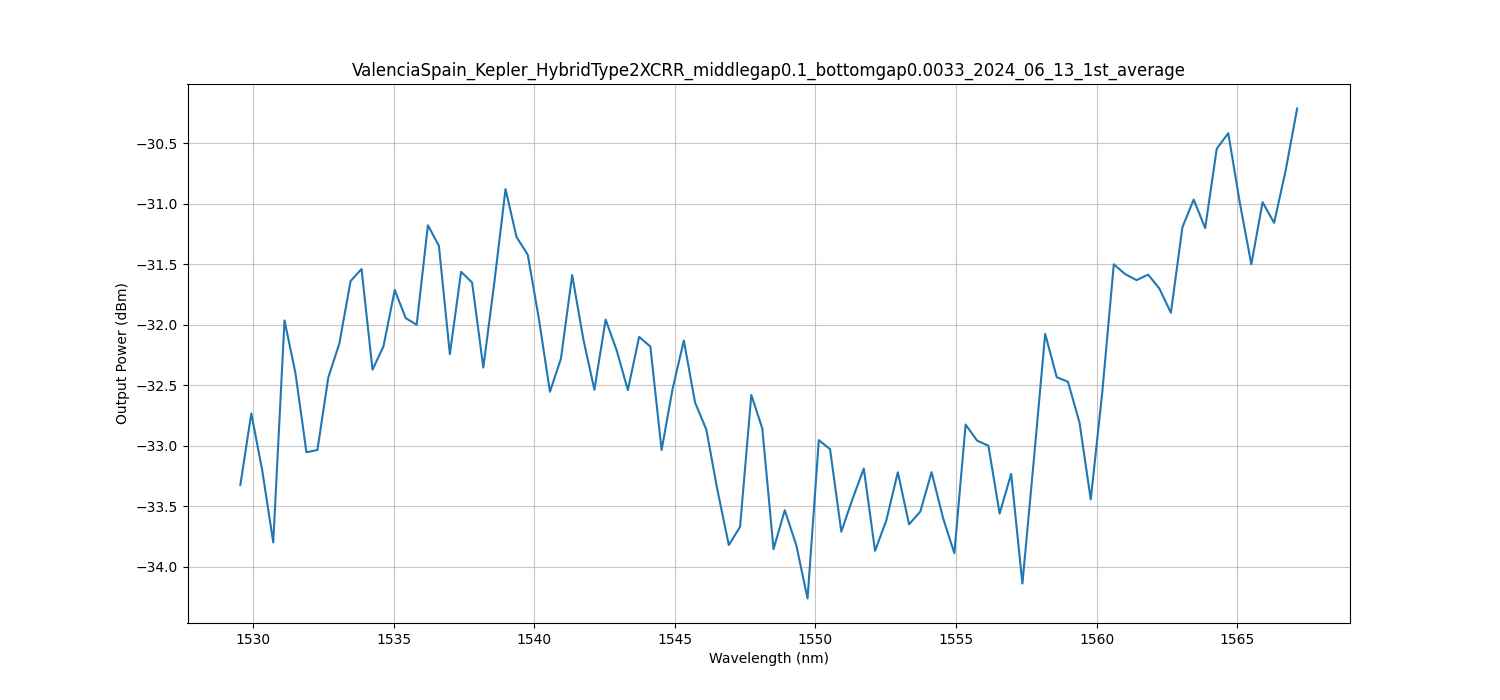 ValenciaSpain_Kepler_HybridType2XCRR_middlegap0.1_bottomgap0.0033_2024_06_13_1st_average
Output Power (dBm)
−30.5
−31.0
−31.5
−32.0
−32.5
−33.0
−33.5
−34.0
1530 1535 1540 1545 1550 1555 1560 1565
Wavelength (nm)